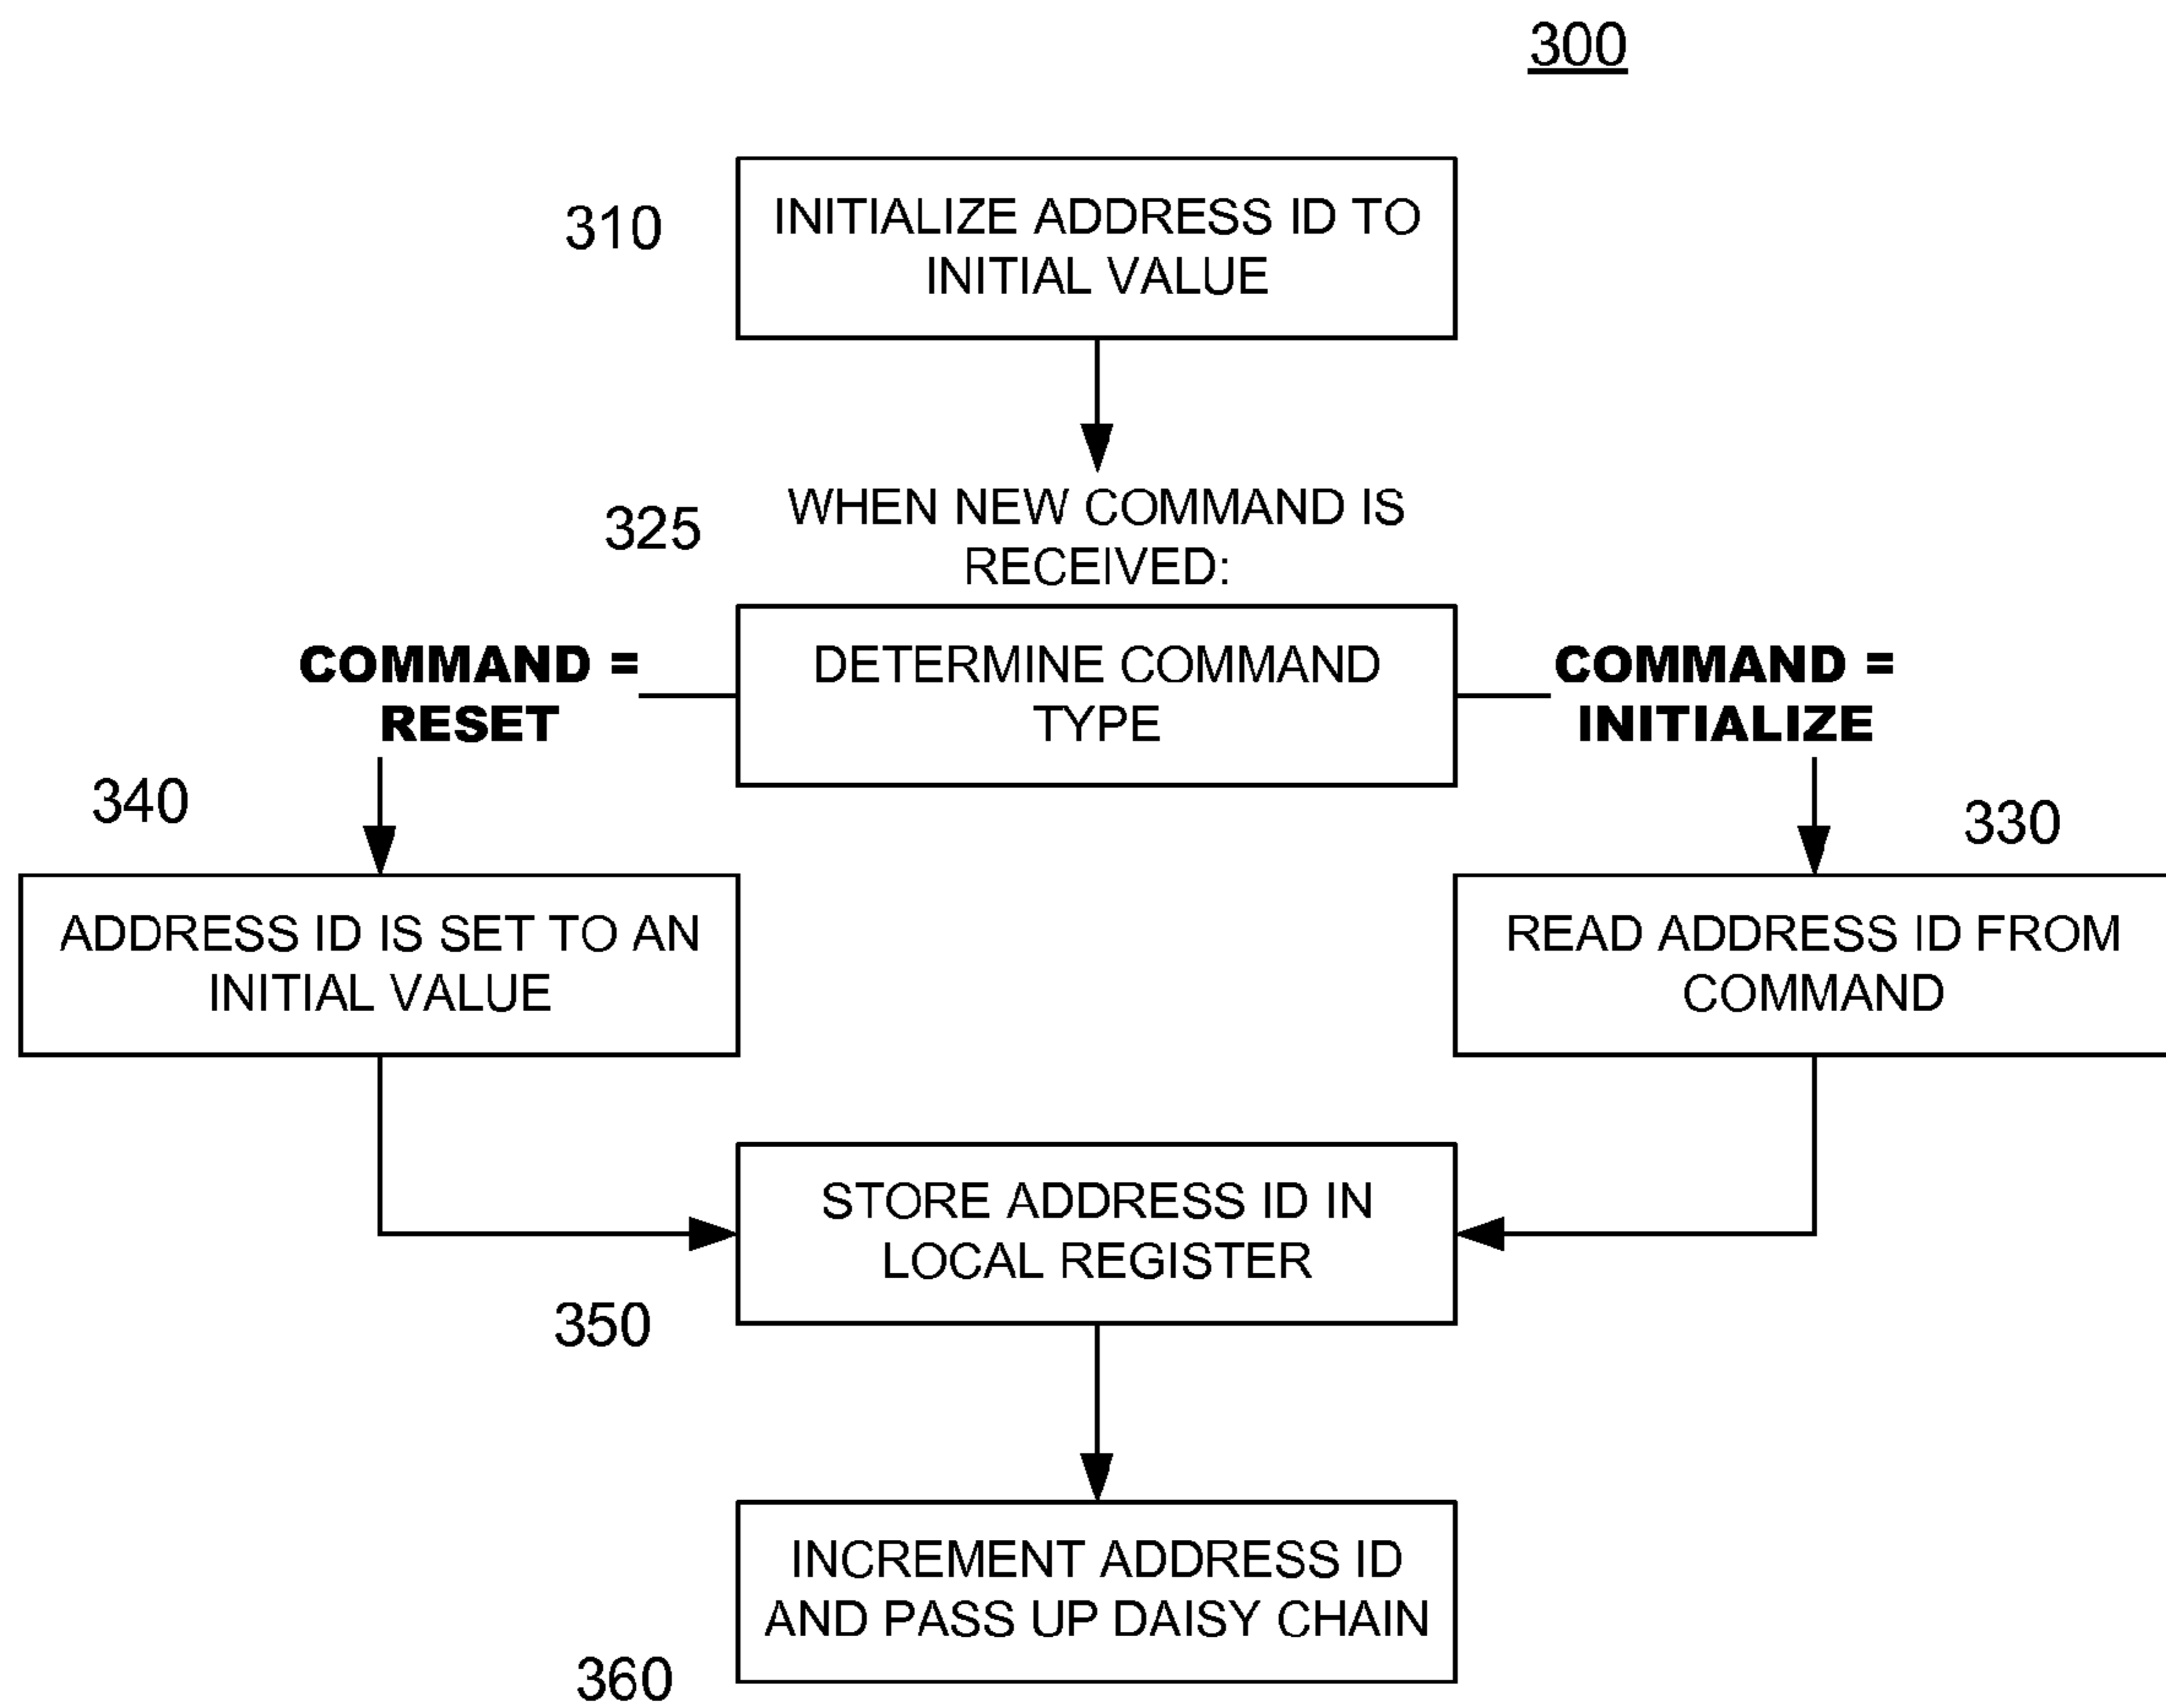 300
310
INITIALIZE ADDRESS ID TO
INITIAL VALUE
325
WHEN NEW COMMAND IS
RECEIVED:
COMMAND =
RESET
DETERMINE COMMAND
TYPE
COMMAND =
INITIALIZE
340
330
ADDRESS ID IS SET TO AN
INITIAL VALUE
READ ADDRESS ID FROM
COMMAND
STORE ADDRESS ID IN
LOCAL REGISTER
350
INCREMENT ADDRESS ID
AND PASS UP DAISY CHAIN
360